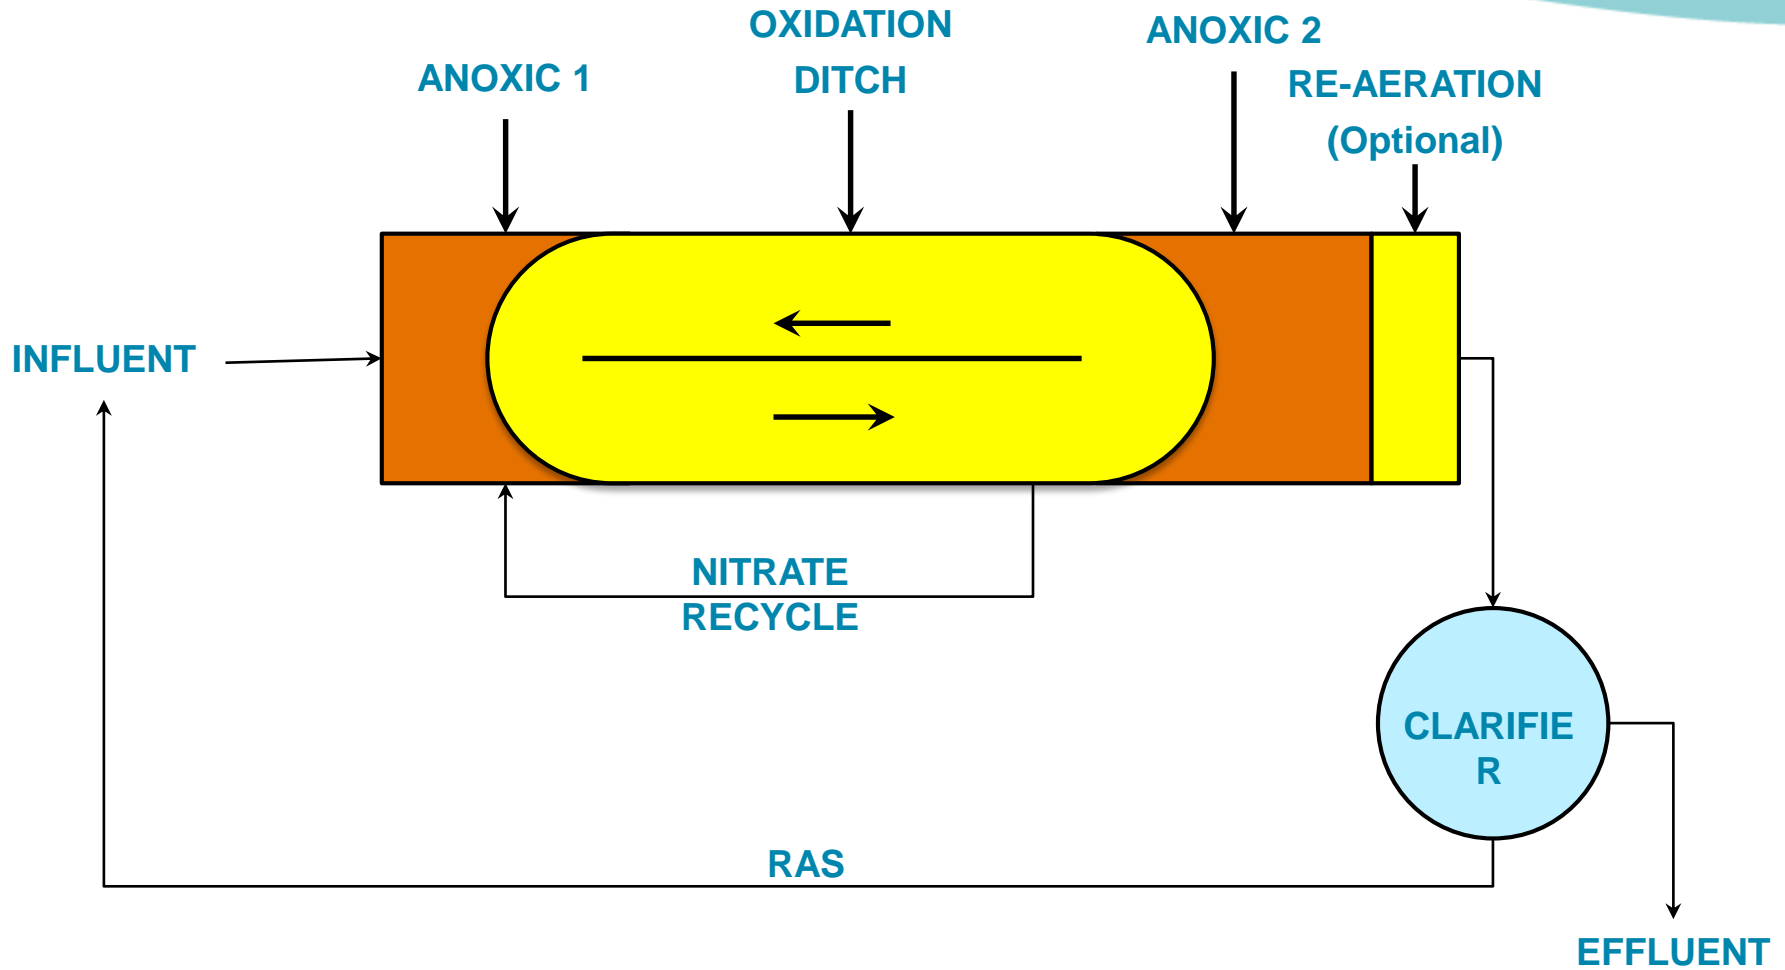 OXIDATION
DITCH
ANOXIC 1
ANOXIC 2
RE-AERATION
(Optional)
INFLUENT
NITRATE
RECYCLE
CLARIFIE
R
RAS
EFFLUENT